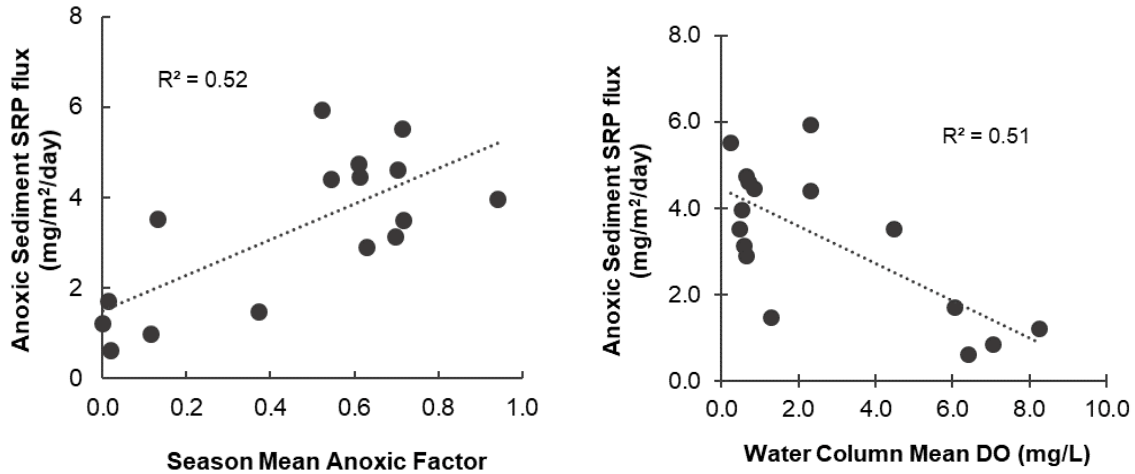 Anoxic Sediment SRP flux
(mg/m²/day)
8
6
4
2
0
R² = 0.52
0.0 0.2 0.4 0.6 0.8 1.0
Season Mean Anoxic Factor
Anoxic Sediment SRP flux
(mg/m²/day)
8.0
6.0
4.0
2.0
0.0
R² = 0.51
0.0 2.0 4.0 6.0 8.0 10.0
Water Column Mean DO (mg/L)